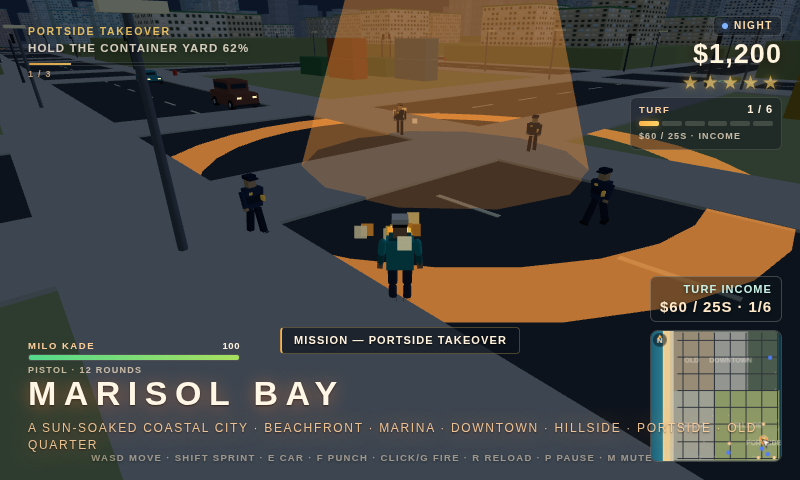 PORTSIDE TAKEOVER
HOLD THE CONTAINER YARD 62%
1 / 3
NIGHT
$1,200
TURF 1 / 6
$60 / 25S · INCOME
TURF INCOME
$60 / 25S · 1/6
MISSION — PORTSIDE TAKEOVER
MILO KADE 100
PISTOL · 12 ROUNDS
MARISOL BAY
A SUN-SOAKED COASTAL CITY · BEACHFRONT · MARINA · DOWNTOWN · HILLSIDE · PORTSIDE · OLD
QUARTER
WASD MOVE · SHIFT SPRINT · E CAR · F PUNCH · CLICK/G FIRE · R RELOAD · P PAUSE · M MUTE
N
OLD DOWNTOWN